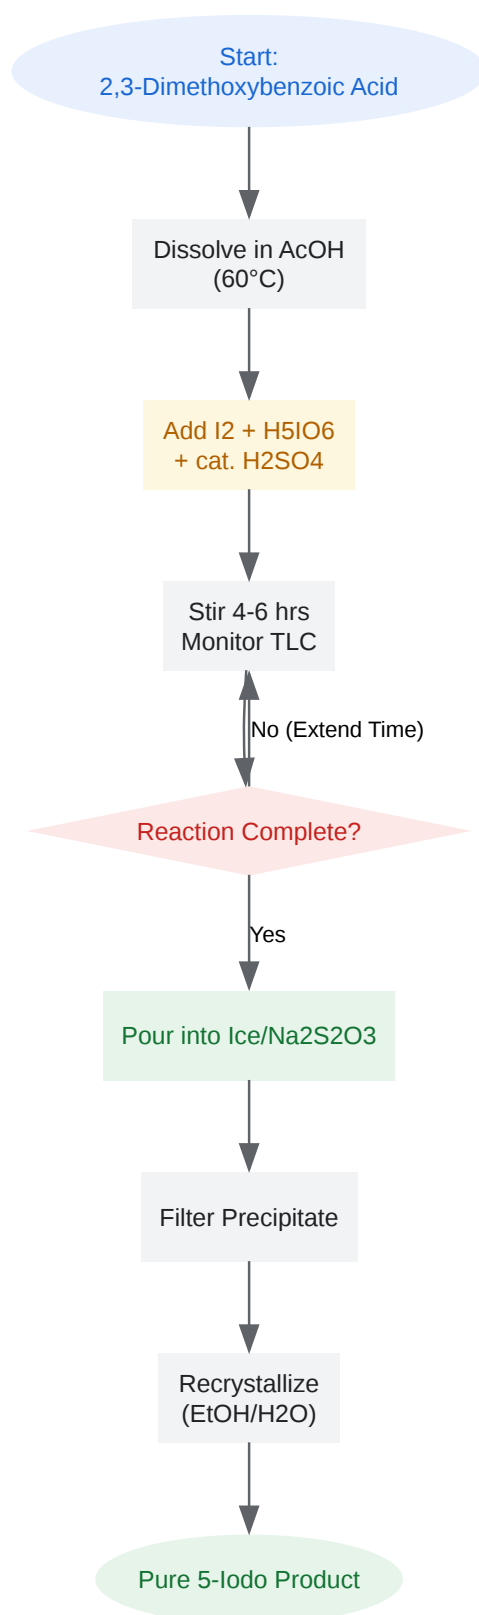 Start:
2,3-Dimethoxybenzoic Acid
Dissolve in AcOH
(60°C)
Add I2 + H5IO6
+ cat. H2SO4
Stir 4-6 hrs
Monitor TLC
No (Extend Time)
Reaction Complete?
Yes
Pour into Ice/Na2S2O3
Filter Precipitate
Recrystallize
(EtOH/H2O)
Pure 5-Iodo Product